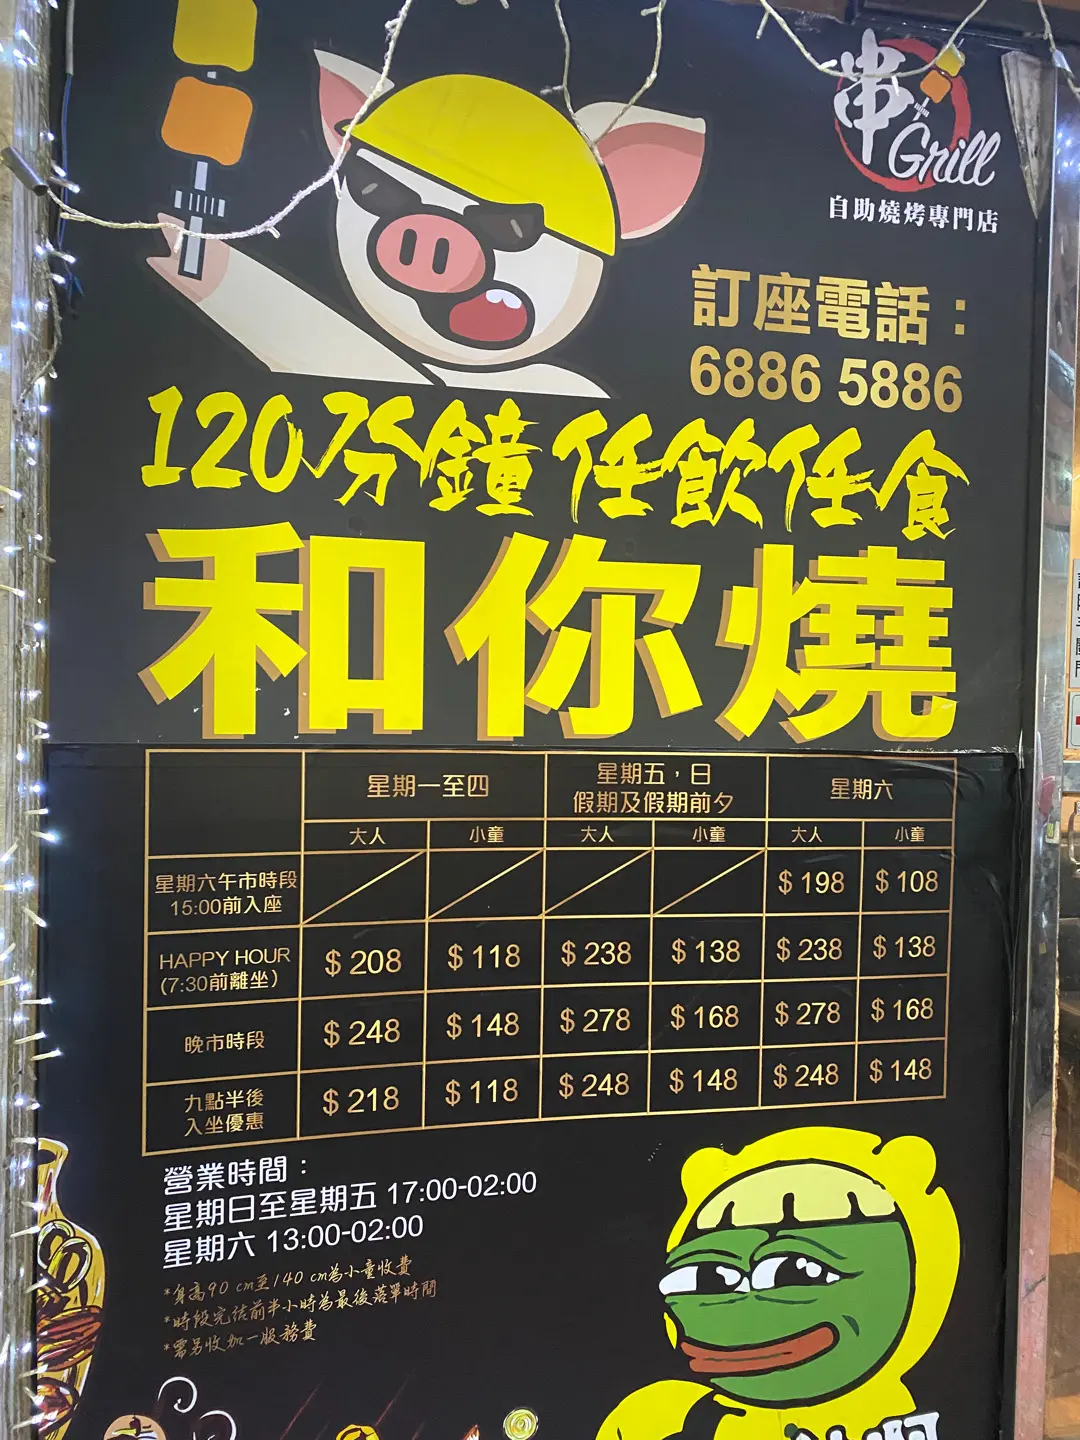 串Grill
自助燒烤專門店
訂座電話：
6886 5886
120分鐘任飲任食
和你燒
星期一至四
星期五，日
假期及假期前夕
星期六
大人 小童 大人 小童 大人 小童
星期六午市時段
15:00前入座
$198 $108
HAPPY HOUR
(7:30前離坐)
$208 $118 $238 $138 $238 $138
晚市時段
$248 $148 $278 $168 $278 $168
九點半後
入坐優惠
$218 $118 $248 $148 $248 $148
營業時間：
星期日至星期五 17:00-02:00
星期六 13:00-02:00
*身高90 cm至140 cm為小童收費
*時段完結前半小時為最後落單時間
*需另收加一服務費